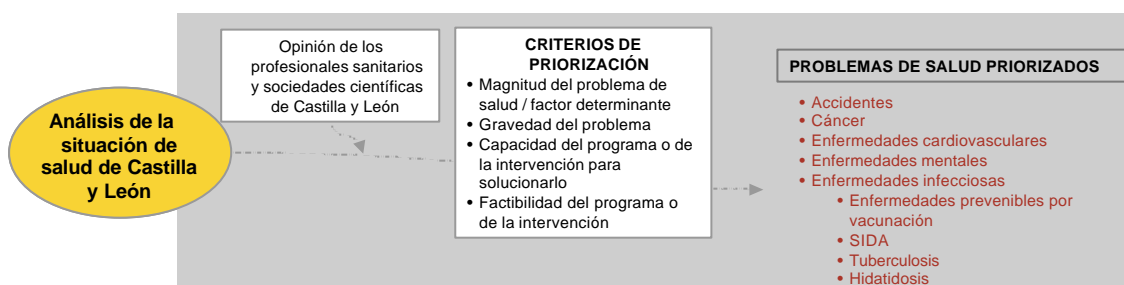 Análisis de la
situación de
salud de Castilla
y León
Opinión de los
profesionales sanitarios
y sociedades científicas
de Castilla y León
CRITERIOS DE
PRIORIZACIÓN
• Magnitud del problema de
salud / factor determinante
• Gravedad del problema
• Capacidad del programa o de
la intervención para
solucionarlo
• Factibilidad del programa o
de la intervención
PROBLEMAS DE SALUD PRIORIZADOS
• Accidentes
• Cáncer
• Enfermedades cardiovasculares
• Enfermedades mentales
• Enfermedades infecciosas
• Enfermedades prevenibles por
vacunación
• SIDA
• Tuberculosis
• Hidatidosis